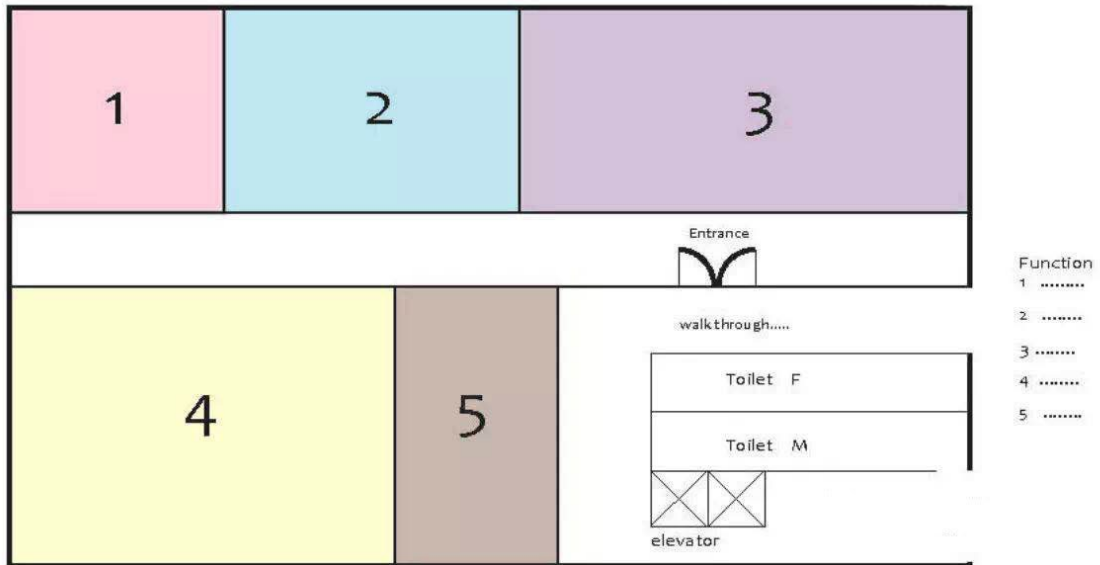 1
2
3
Entrance
walkthrough.....
4
5
Toilet F
Toilet M
elevator
Function
1 .........
2 ........
3 ........
4 ........
5 ........